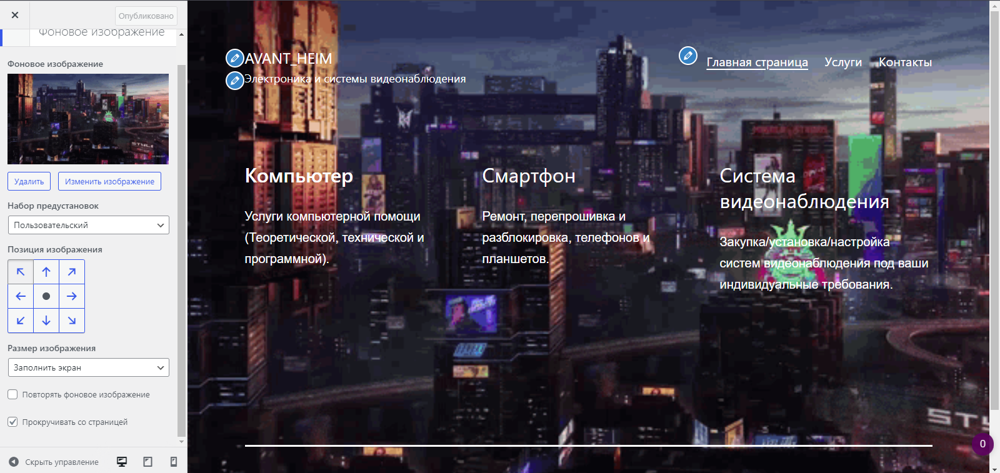 Опубликовано
Фоновое изображение
Фоновое изображение
Удалить
Изменить изображение
Набор предустановок
Пользовательский
Позиция изображения
Размер изображения
Заполнить экран
Повторять фоновое изображение
Прокручивать со страницей
Скрыть управление
AVANT_HEIM
Электроника и системы видеонаблюдения
Главная страница Услуги Контакты
Компьютер
Услуги компьютерной помощи
(Теоретической, технической и
программной).
Смартфон
Ремонт, перепрошивка и
разблокировка, телефонов и
планшетов.
Система
видеонаблюдения
Закупка/установка/настройка
систем видеонаблюдения под ваши
индивидуальные требования.
0